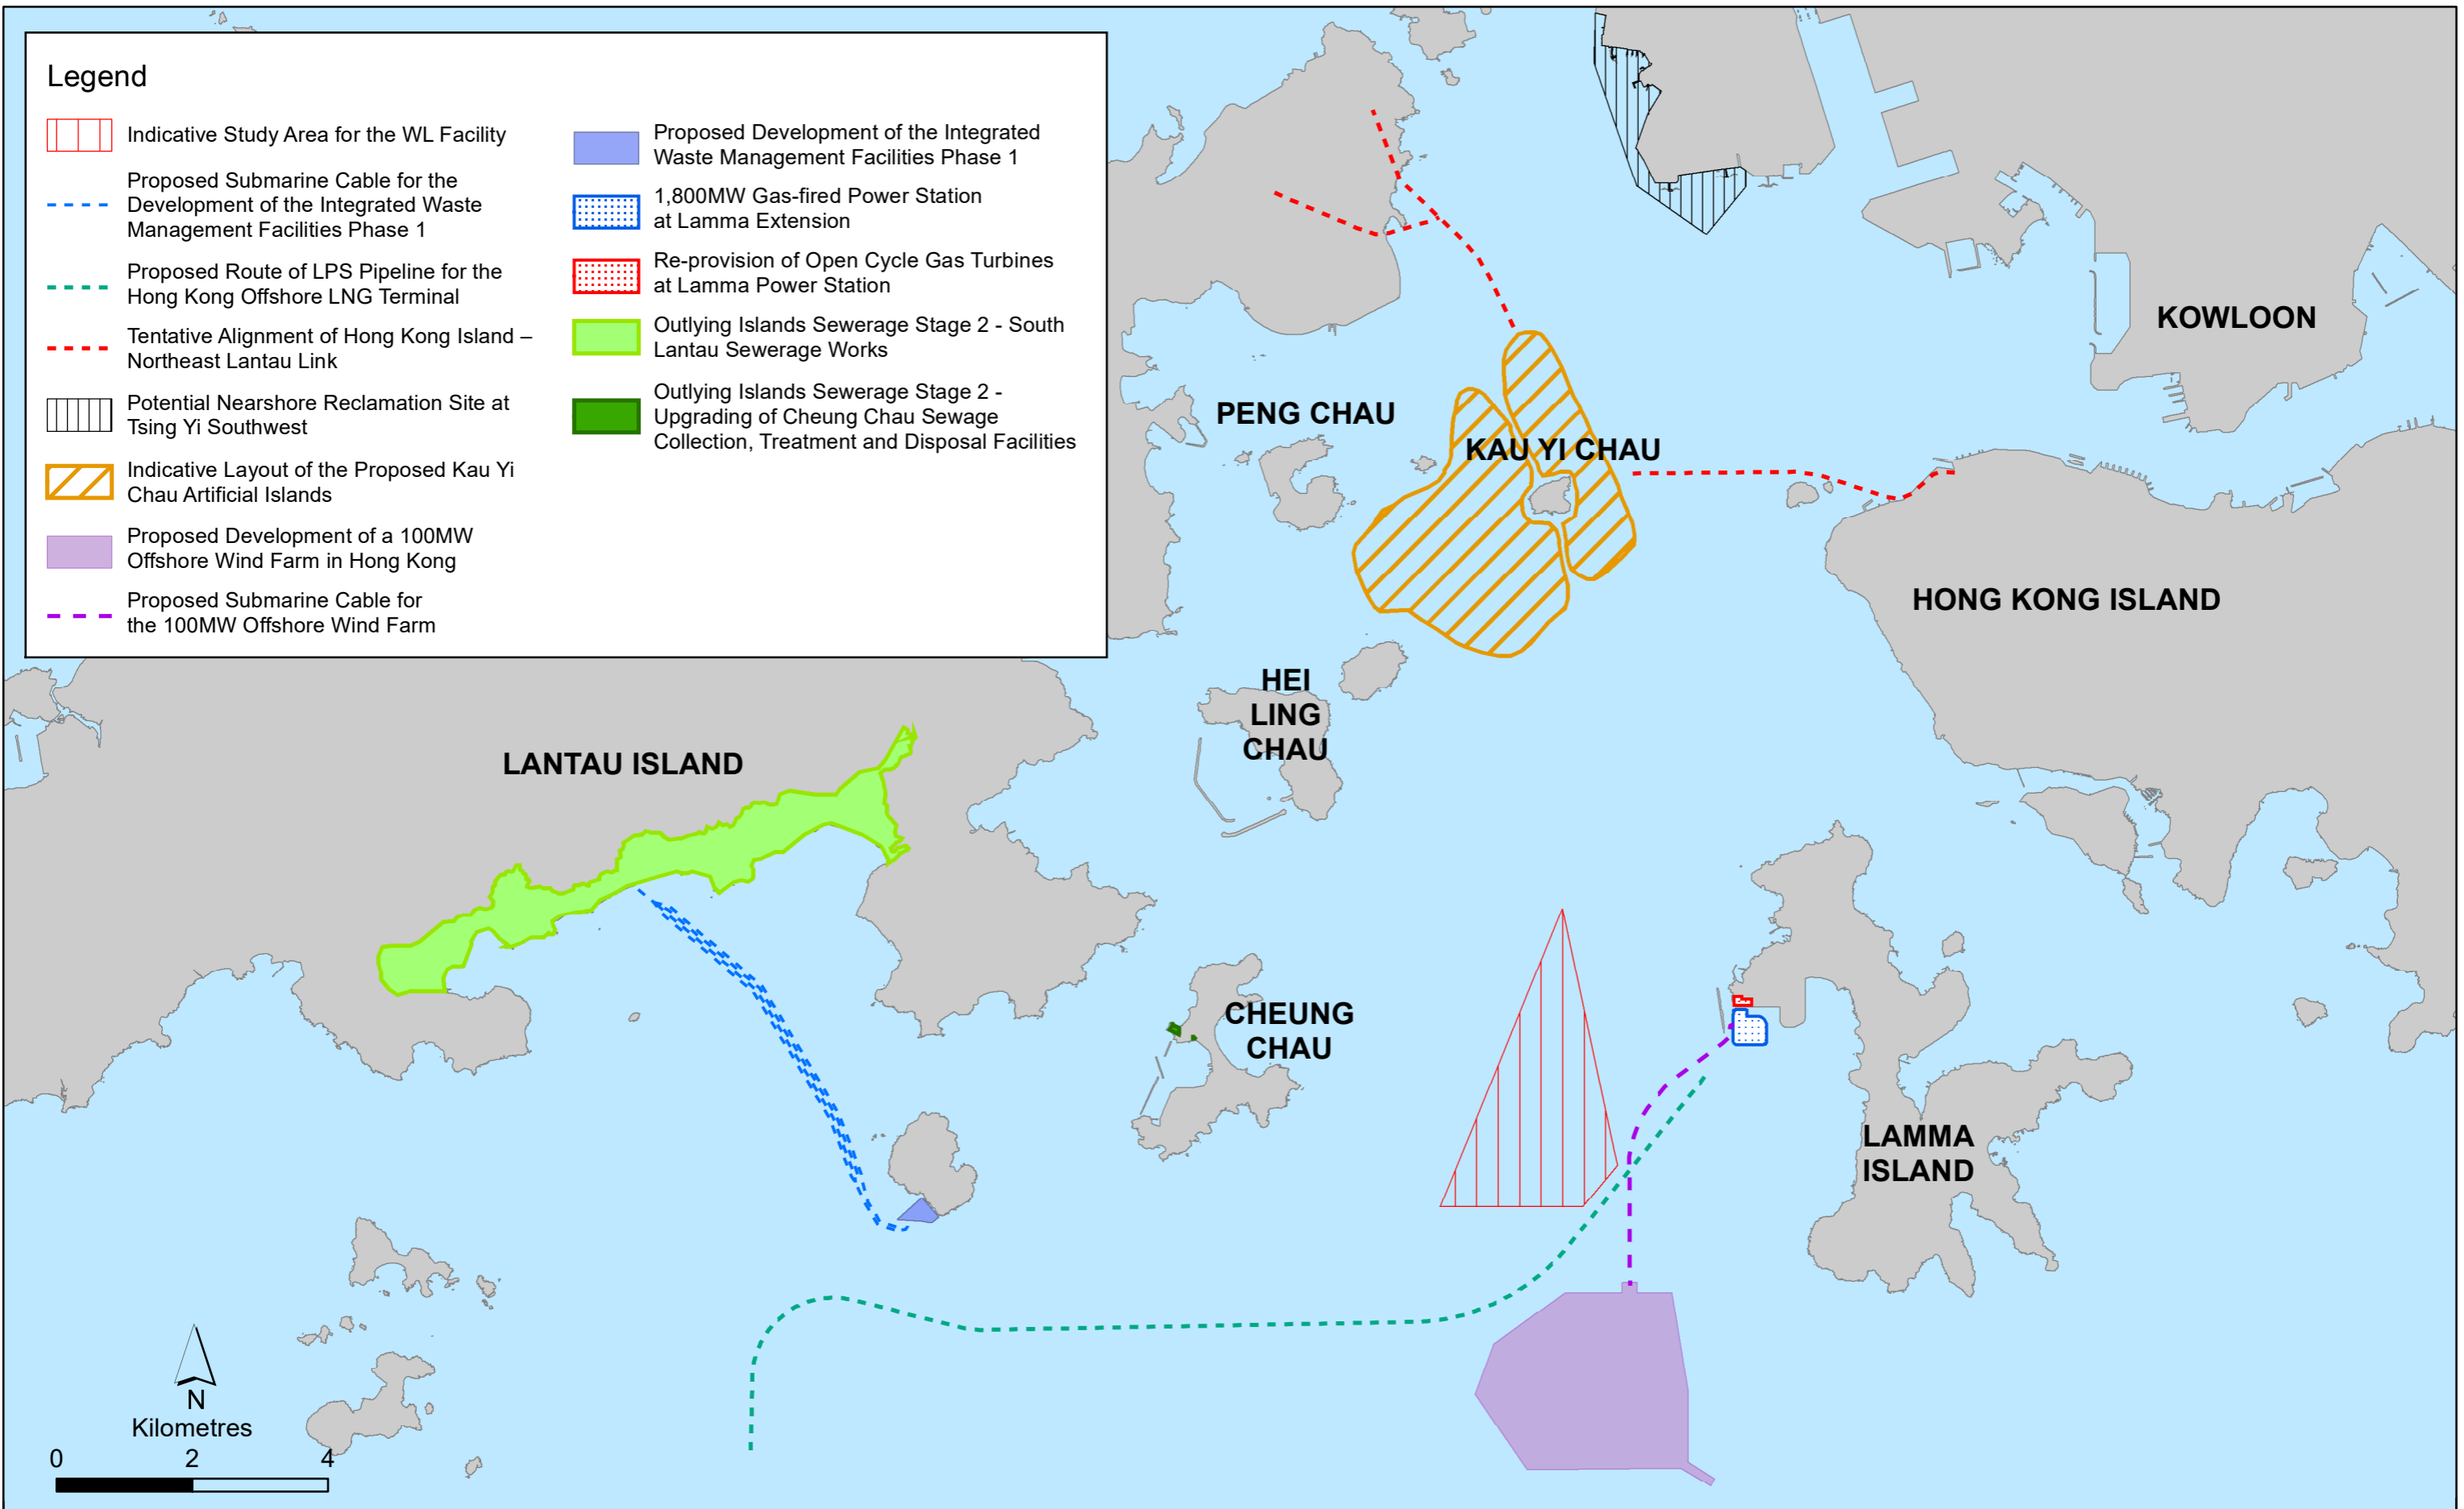 Legend
Indicative Study Area for the WL Facility
Proposed Submarine Cable for the
Development of the Integrated Waste
Management Facilities Phase 1
Proposed Route of LPS Pipeline for the
Hong Kong Offshore LNG Terminal
Tentative Alignment of Hong Kong Island –
Northeast Lantau Link
Potential Nearshore Reclamation Site at
Tsing Yi Southwest
Indicative Layout of the Proposed Kau Yi
Chau Artificial Islands
Proposed Development of a 100MW
Offshore Wind Farm in Hong Kong
Proposed Submarine Cable for
the 100MW Offshore Wind Farm
Proposed Development of the Integrated
Waste Management Facilities Phase 1
1,800MW Gas-fired Power Station
at Lamma Extension
Re-provision of Open Cycle Gas Turbines
at Lamma Power Station
Outlying Islands Sewerage Stage 2 - South
Lantau Sewerage Works
Outlying Islands Sewerage Stage 2 -
Upgrading of Cheung Chau Sewage
Collection, Treatment and Disposal Facilities
KOWLOON
PENG CHAU
KAU YI CHAU
HONG KONG ISLAND
HEI
LING
CHAU
LANTAU ISLAND
CHEUNG
CHAU
LAMMA
ISLAND
N
Kilometres
0 2 4